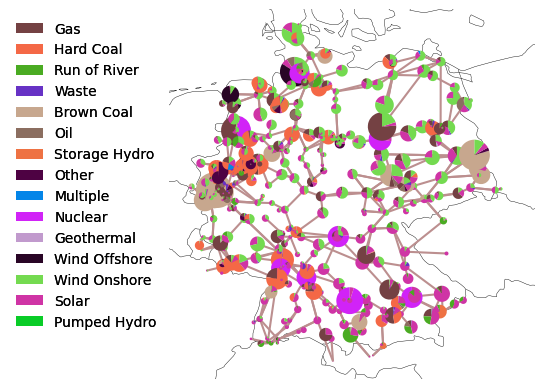 Gas
Hard Coal
Run of River
Waste
Brown Coal
Oil
Storage Hydro
Other
Multiple
Nuclear
Geothermal
Wind Offshore
Wind Onshore
Solar
Pumped Hydro